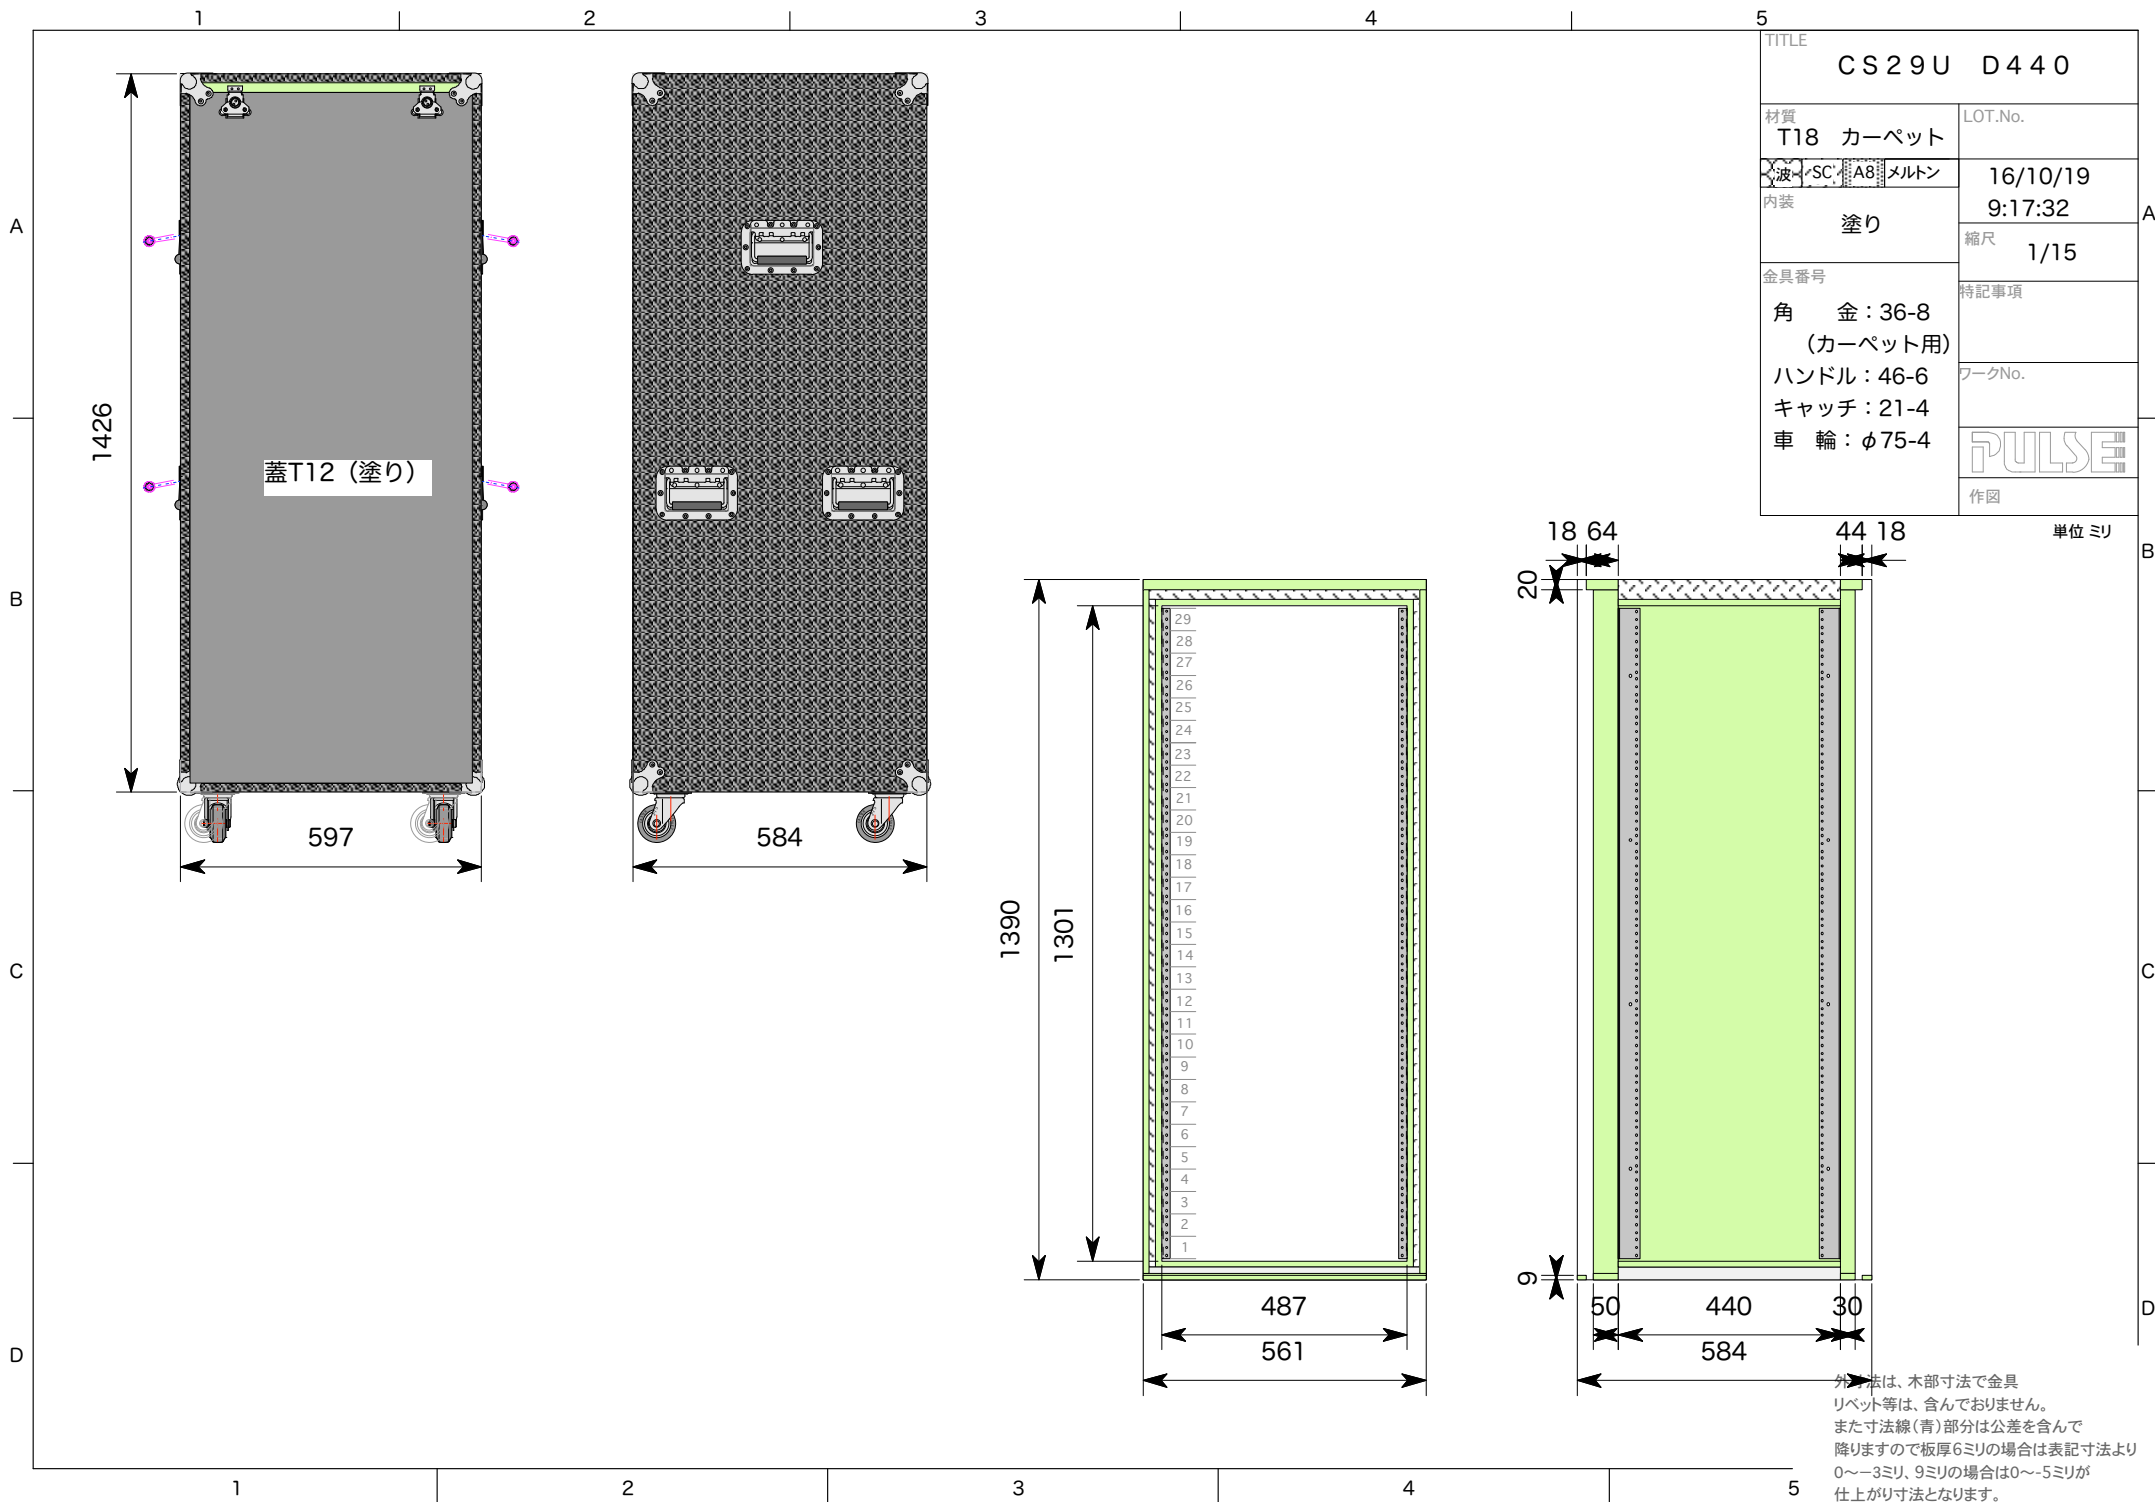 1 2 3 4 5
TITLE
CS29U D440
材質
T18 カーペット
LOT.No.
波 SC A8 メルトン
16/10/19
9:17:32
内装
塗り
縮尺
1/15
金具番号
角 金：36-8
（カーペット用）
ハンドル：46-6
キャッチ：21-4
車 輪：φ75-4
特記事項
ワークNo.
PULSE
作図
単位 ミリ
A
A
B
B
C
C
D
D
1426
蓋T12（塗り）
597
584
1390
1301
29
28
27
26
25
24
23
22
21
20
19
18
17
16
15
14
13
12
11
10
9
8
7
6
5
4
3
2
1
487
561
18 64
44 18
20
9
50
440
30
584
外寸法は、木部寸法で金具
リベット等は、含んでおりません。
また寸法線（青）部分は公差を含んで
降りますので板厚6ミリの場合は表記寸法より
0〜−3ミリ、9ミリの場合は0〜-5ミリが
仕上がり寸法となります。
1 2 3 4 5